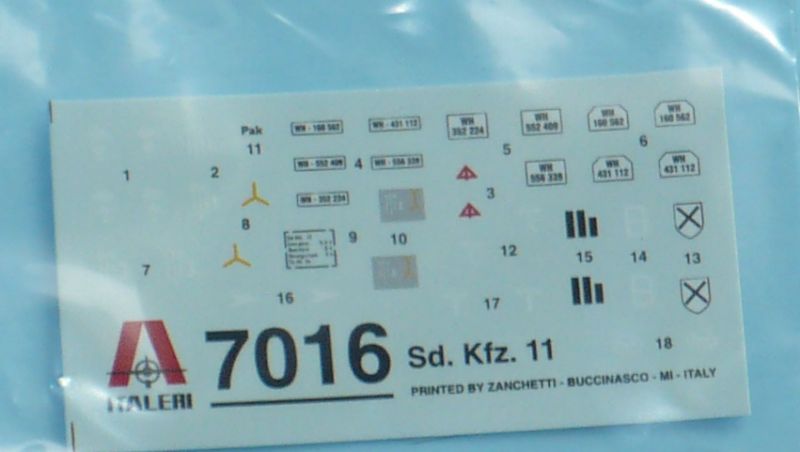 Pak
11
WH - 160 562
WH - 431 112
WH
352 224
WH
552 409
WH
160 562
WH
160 562
5
6
1
2
WH - 552 409
4
WH - 556 339
3
WH
556 339
WH
431 112
WH
431 112
WH - 352 224
8
9
10
7
12
15
14
13
16
17
18
ITALERI
7016
Sd. Kfz. 11
PRINTED BY ZANCHETTI - BUCCINASCO - MI - ITALY